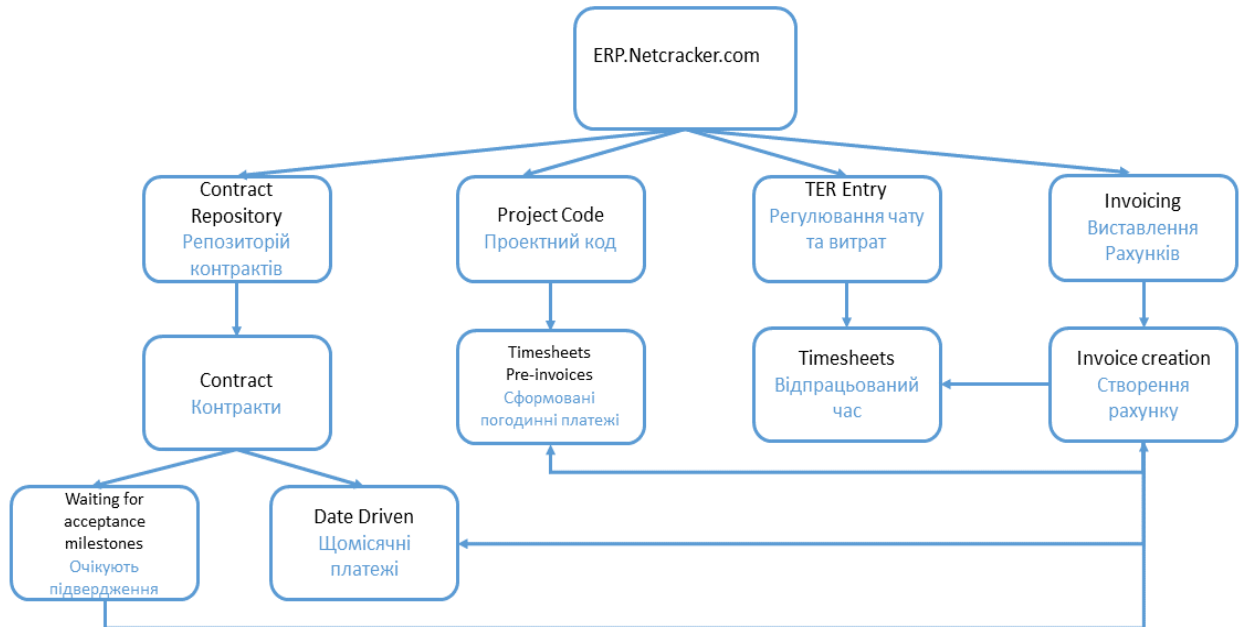 ERP.Netcracker.com
Contract
Repository
Репозиторій
контрактів
Project Code
Проектний код
TER Entry
Регулювання чату
та витрат
Invoicing
Виставлення
Рахунків
Contract
Контракти
Timesheets
Pre-invoices
Сформовані
погодинні платежі
Timesheets
Відпрацьований
час
Invoice creation
Створення
рахунку
Waiting for
acceptance
milestones
Очікують
підвердження
Date Driven
Щомісячні
платежі